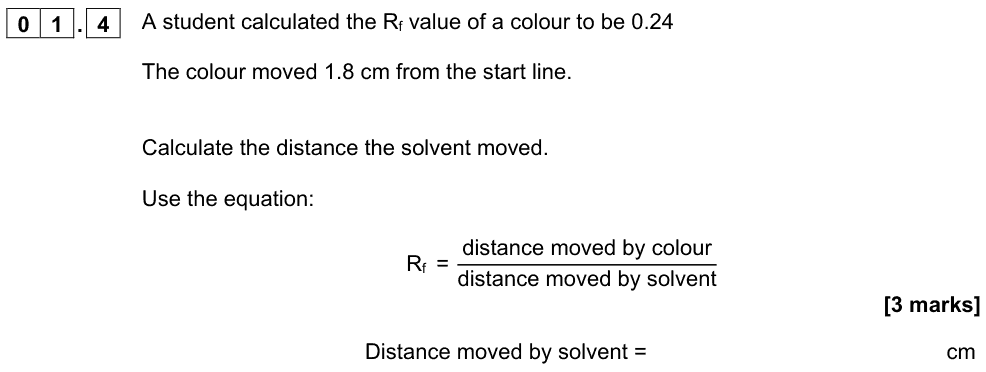 01.4 A student calculated the Rf value of a colour to be 0.24
The colour moved 1.8 cm from the start line.
Calculate the distance the solvent moved.
Use the equation:
Rf = distance moved by colour
distance moved by solvent
[3 marks]
Distance moved by solvent = cm